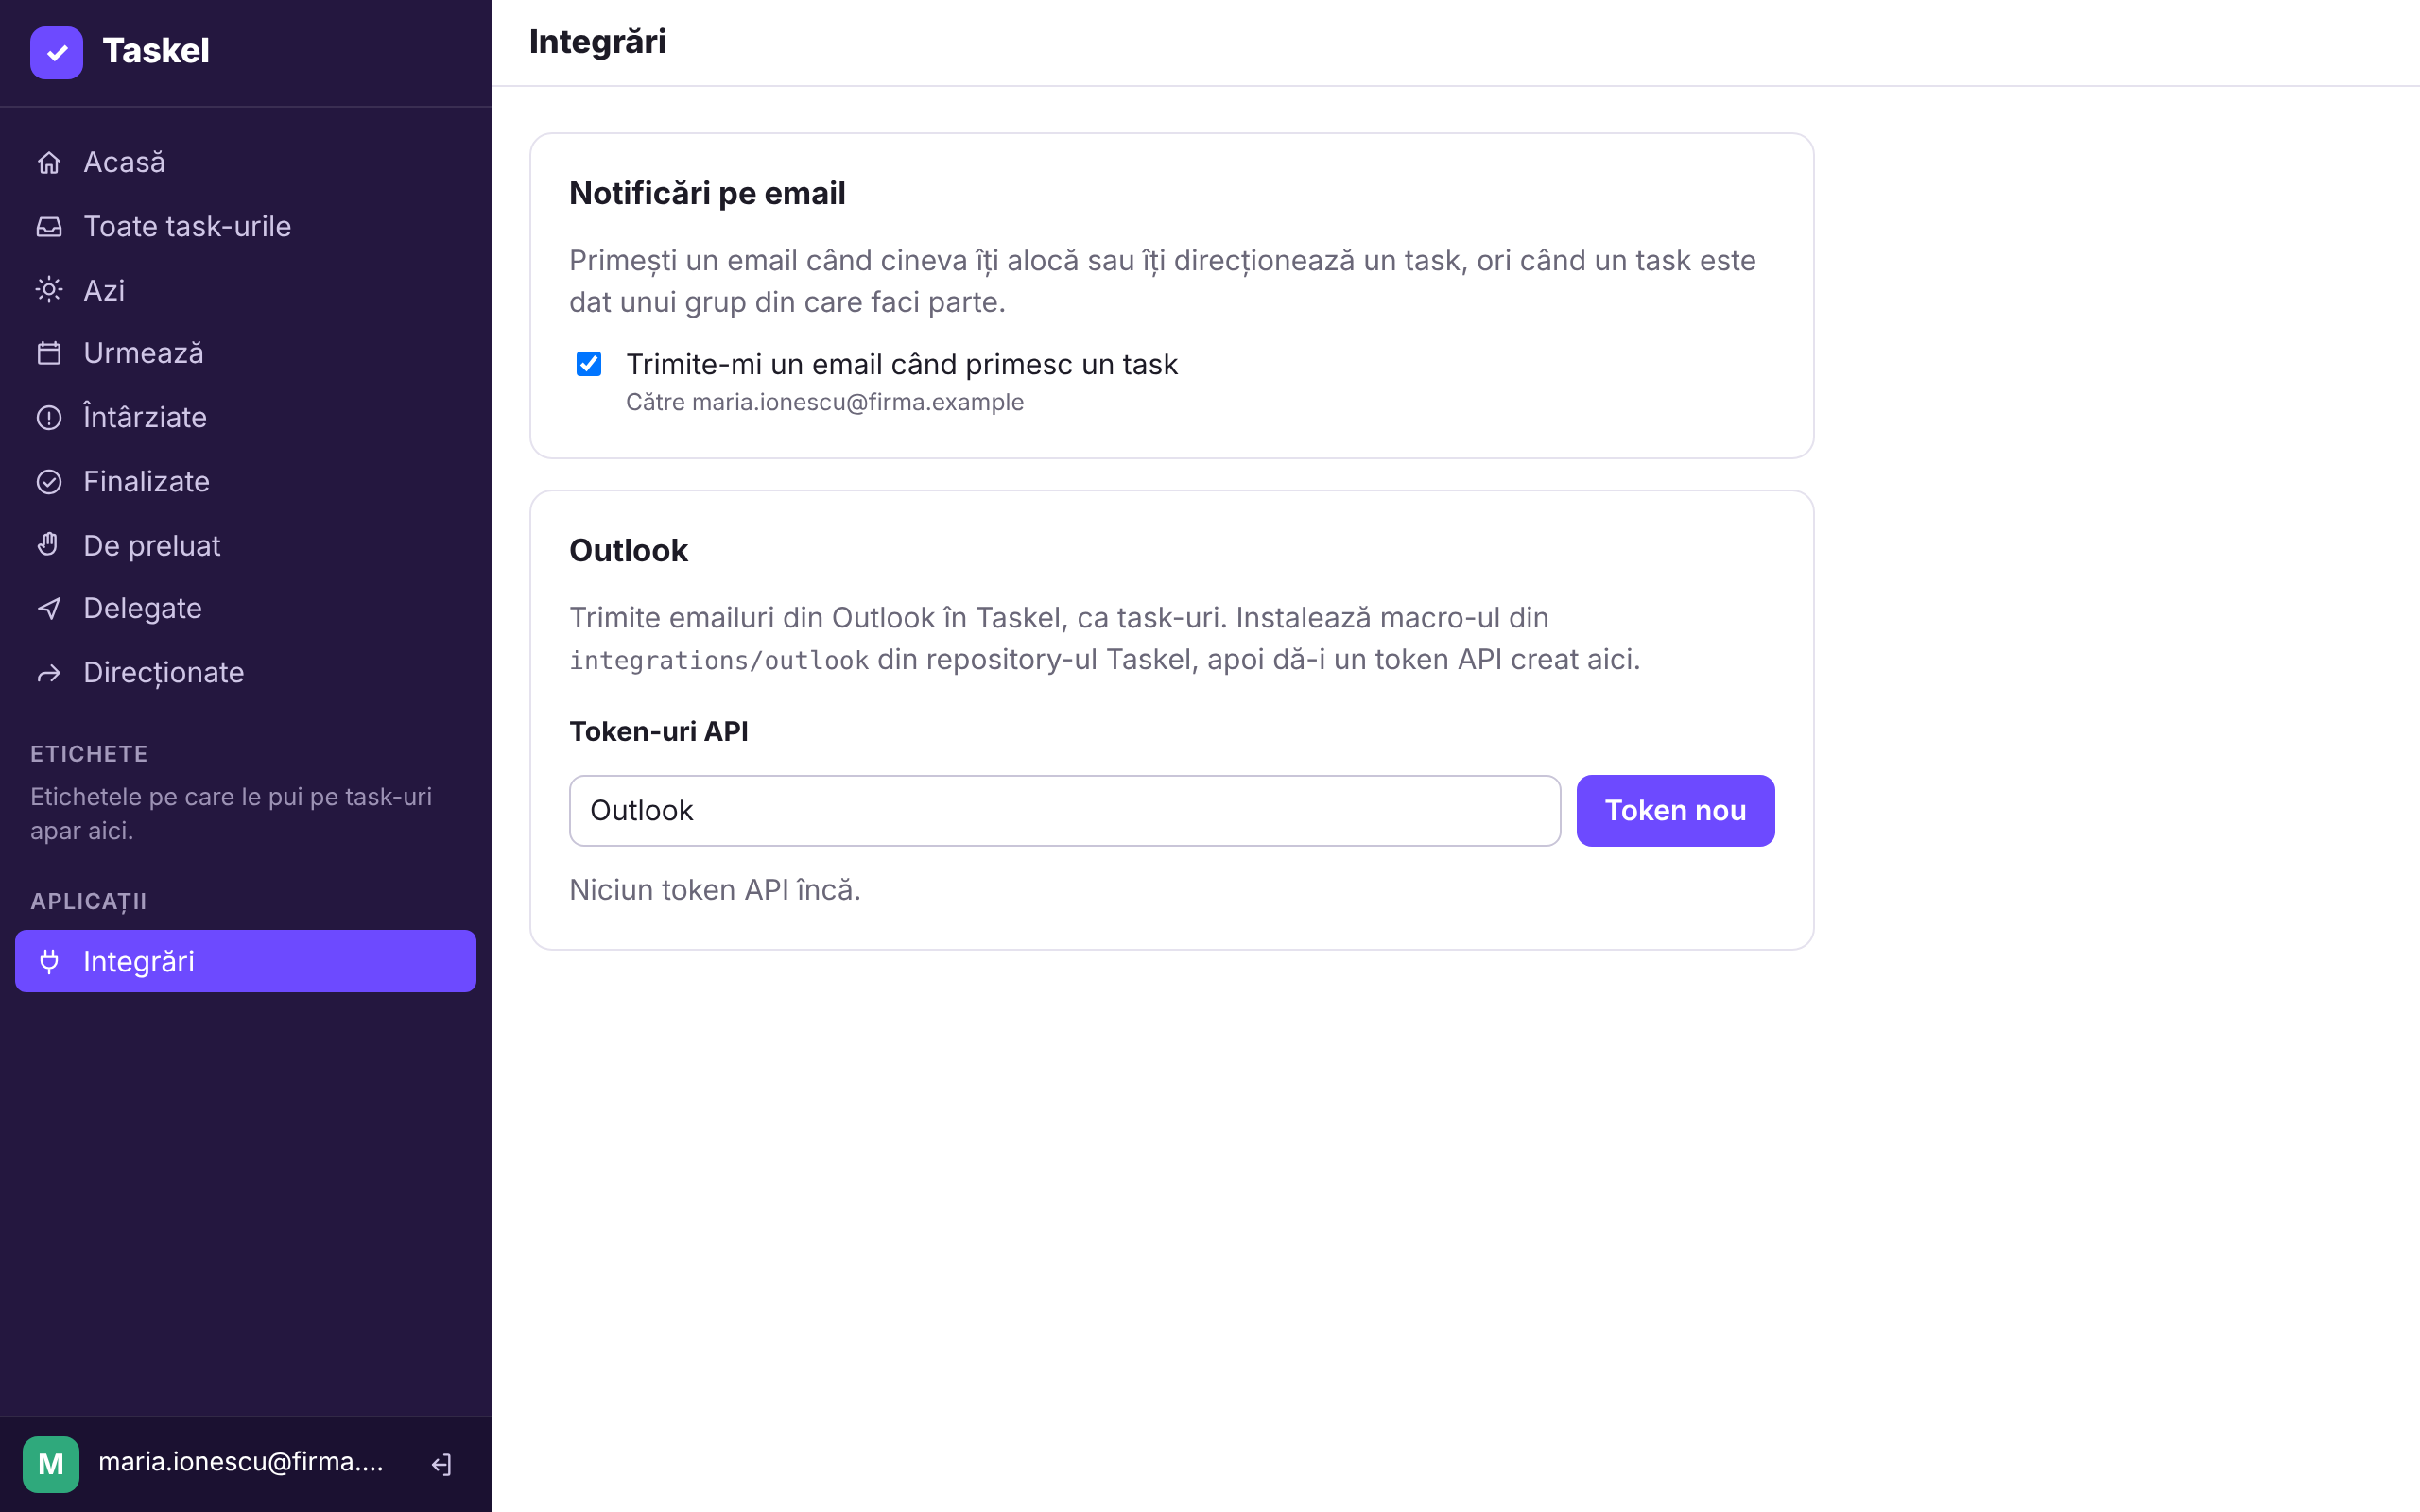 Taskel
Acasă
Toate task-urile
Azi
Urmează
Întârziate
Finalizate
De preluat
Delegate
Direcționate
ETICHETE
Etichetele pe care le pui pe task-uri
apar aici.
APLICAȚII
Integrări
maria.ionescu@firma....
M
Integrări
Notificări pe email
Primești un email când cineva îți alocă sau îți direcționează un task, ori când un task este
dat unui grup din care faci parte.
Trimite-mi un email când primesc un task
Către maria.ionescu@firma.example
Outlook
Trimite emailuri din Outlook în Taskel, ca task-uri. Instalează macro-ul din
integrations/outlook din repository-ul Taskel, apoi dă-i un token API creat aici.
Token-uri API
Outlook
Token nou
Niciun token API încă.